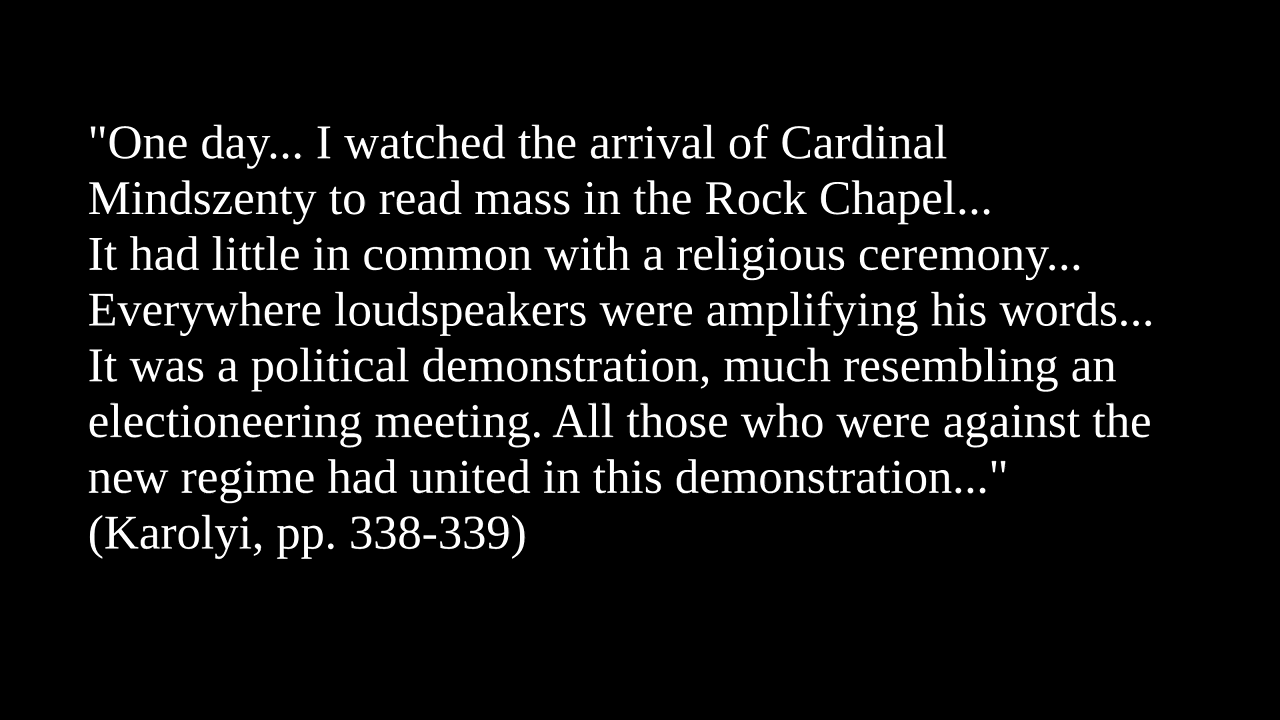 "One day... I watched the arrival of Cardinal
Mindszenty to read mass in the Rock Chapel...
It had little in common with a religious ceremony...
Everywhere loudspeakers were amplifying his words...
It was a political demonstration, much resembling an
electioneering meeting. All those who were against the
new regime had united in this demonstration..."
(Karolyi, pp. 338-339)